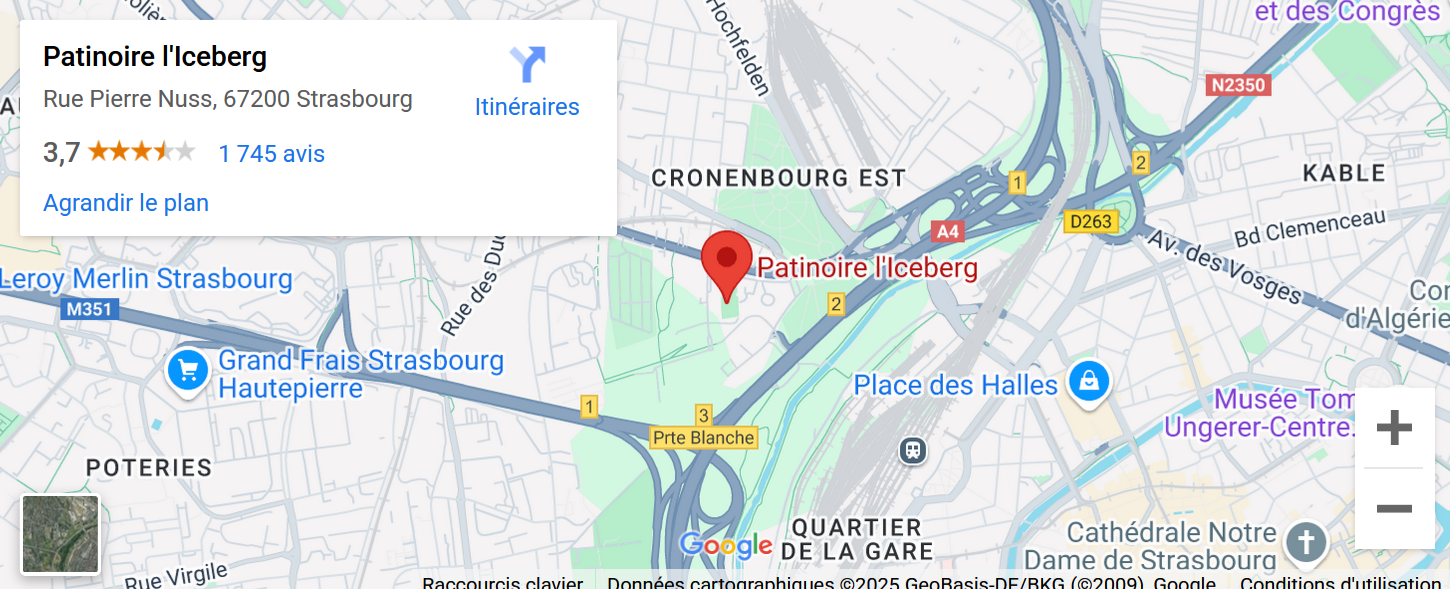 et des Congrès
Hochfelden
Patinoire l'Iceberg
Rue Pierre Nuss, 67200 Strasbourg
Itinéraires
3,7
1 745 avis
Agrandir le plan
N2350
2
KABLE
CRONENBOURG EST
1
D263
A4
Bd Clemenceau
Av. des Vosges
Rue des Duc
Patinoire l'Iceberg
Leroy Merlin Strasbourg
M351
2
Cor
d'Algérie
Grand Frais Strasbourg
Hautepierre
Place des Halles
1
3
Prte Blanche
Musée Tom
Ungerer-Centre.
+
−
POTERIES
QUARTIER
DE LA GARE
Google
Cathédrale Notre
Dame de Strasbourg
Rue Virgile
Raccourcis clavier
Données cartographiques ©2025 GeoBasis-DE/BKG (©2009), Google
Conditions d'utilisation